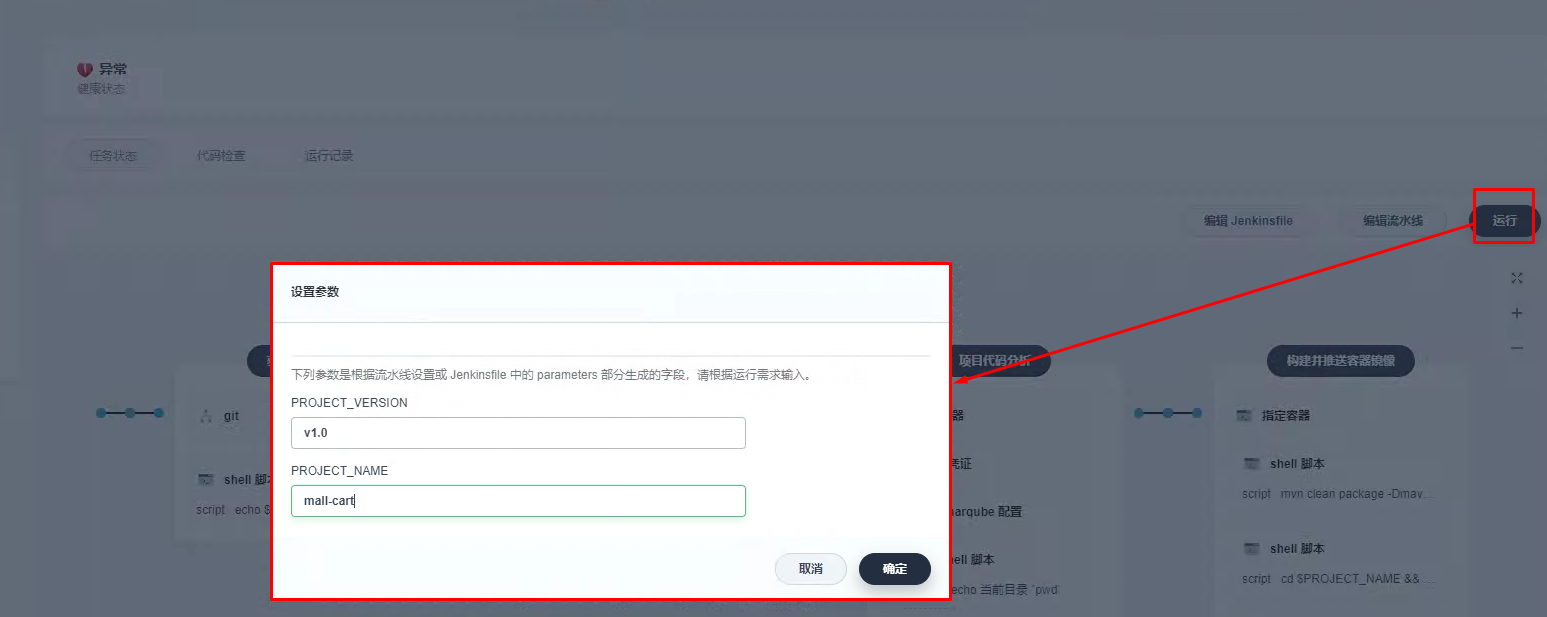 异常
健康状态
任务状态 代码检查 运行记录
编辑 Jenkinsfile 编辑流水线 运行
设置参数
下列参数是根据流水线设置或 Jenkinsfile 中的 parameters 部分生成的字段，请根据运行需求输入。
PROJECT_VERSION
v1.0
PROJECT_NAME
mall-cart
取消 确定
git
shell 脚本
script echo $
项目代码分析
器
凭证
narqube 配置
ell 脚本
echo 当前目录 `pwd`
构建并推送容器镜像
指定容器
shell 脚本
script mvn clean package -Dmav...
shell 脚本
script cd $PROJECT_NAME && ...